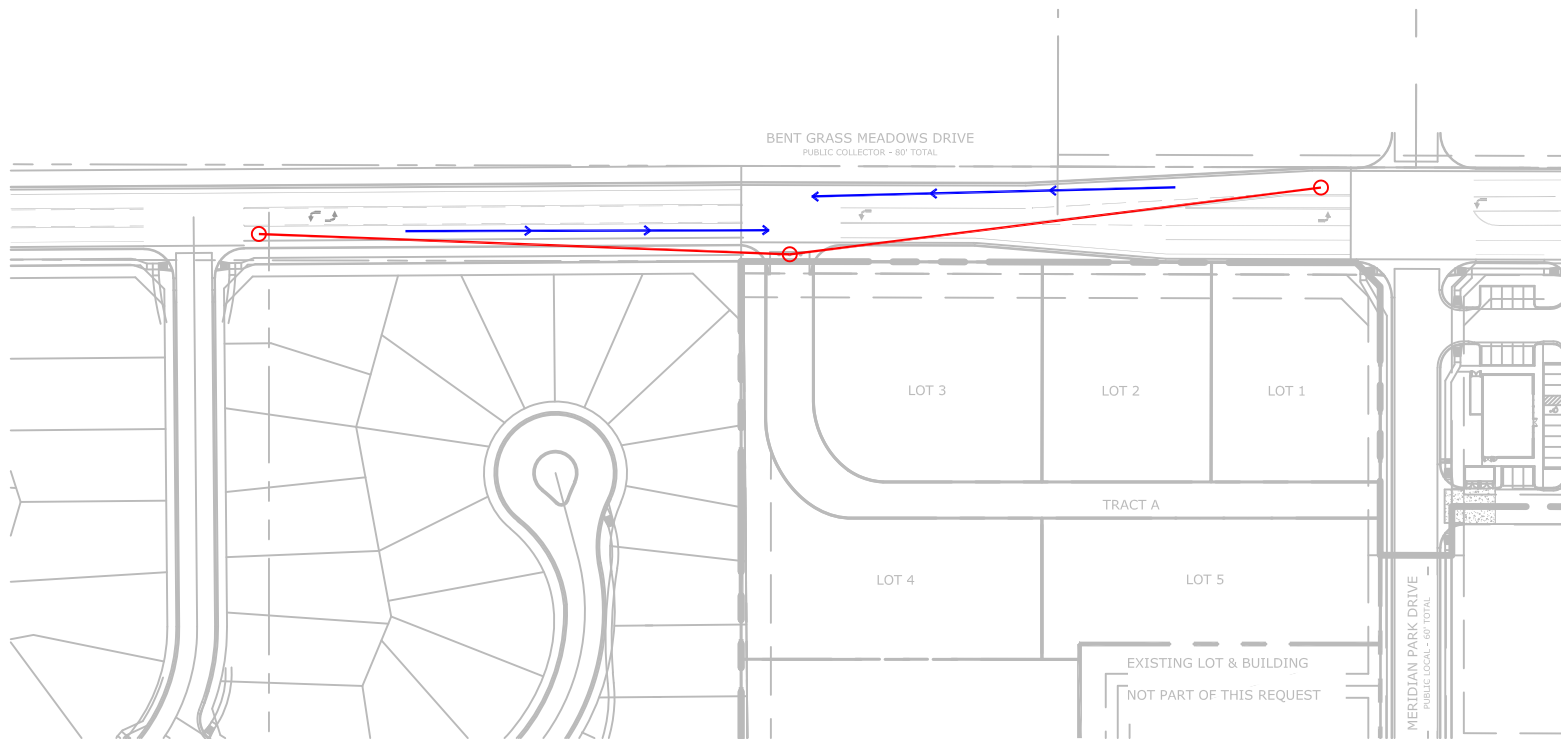 BENT GRASS MEADOWS DRIVE
PUBLIC COLLECTOR - 80' TOTAL
LOT 3
LOT 2
LOT 1
TRACT A
LOT 4
LOT 5
EXISTING LOT & BUILDING
NOT PART OF THIS REQUEST
MERIDIAN PARK DRIVE
PUBLIC LOCAL - 60' TOTAL